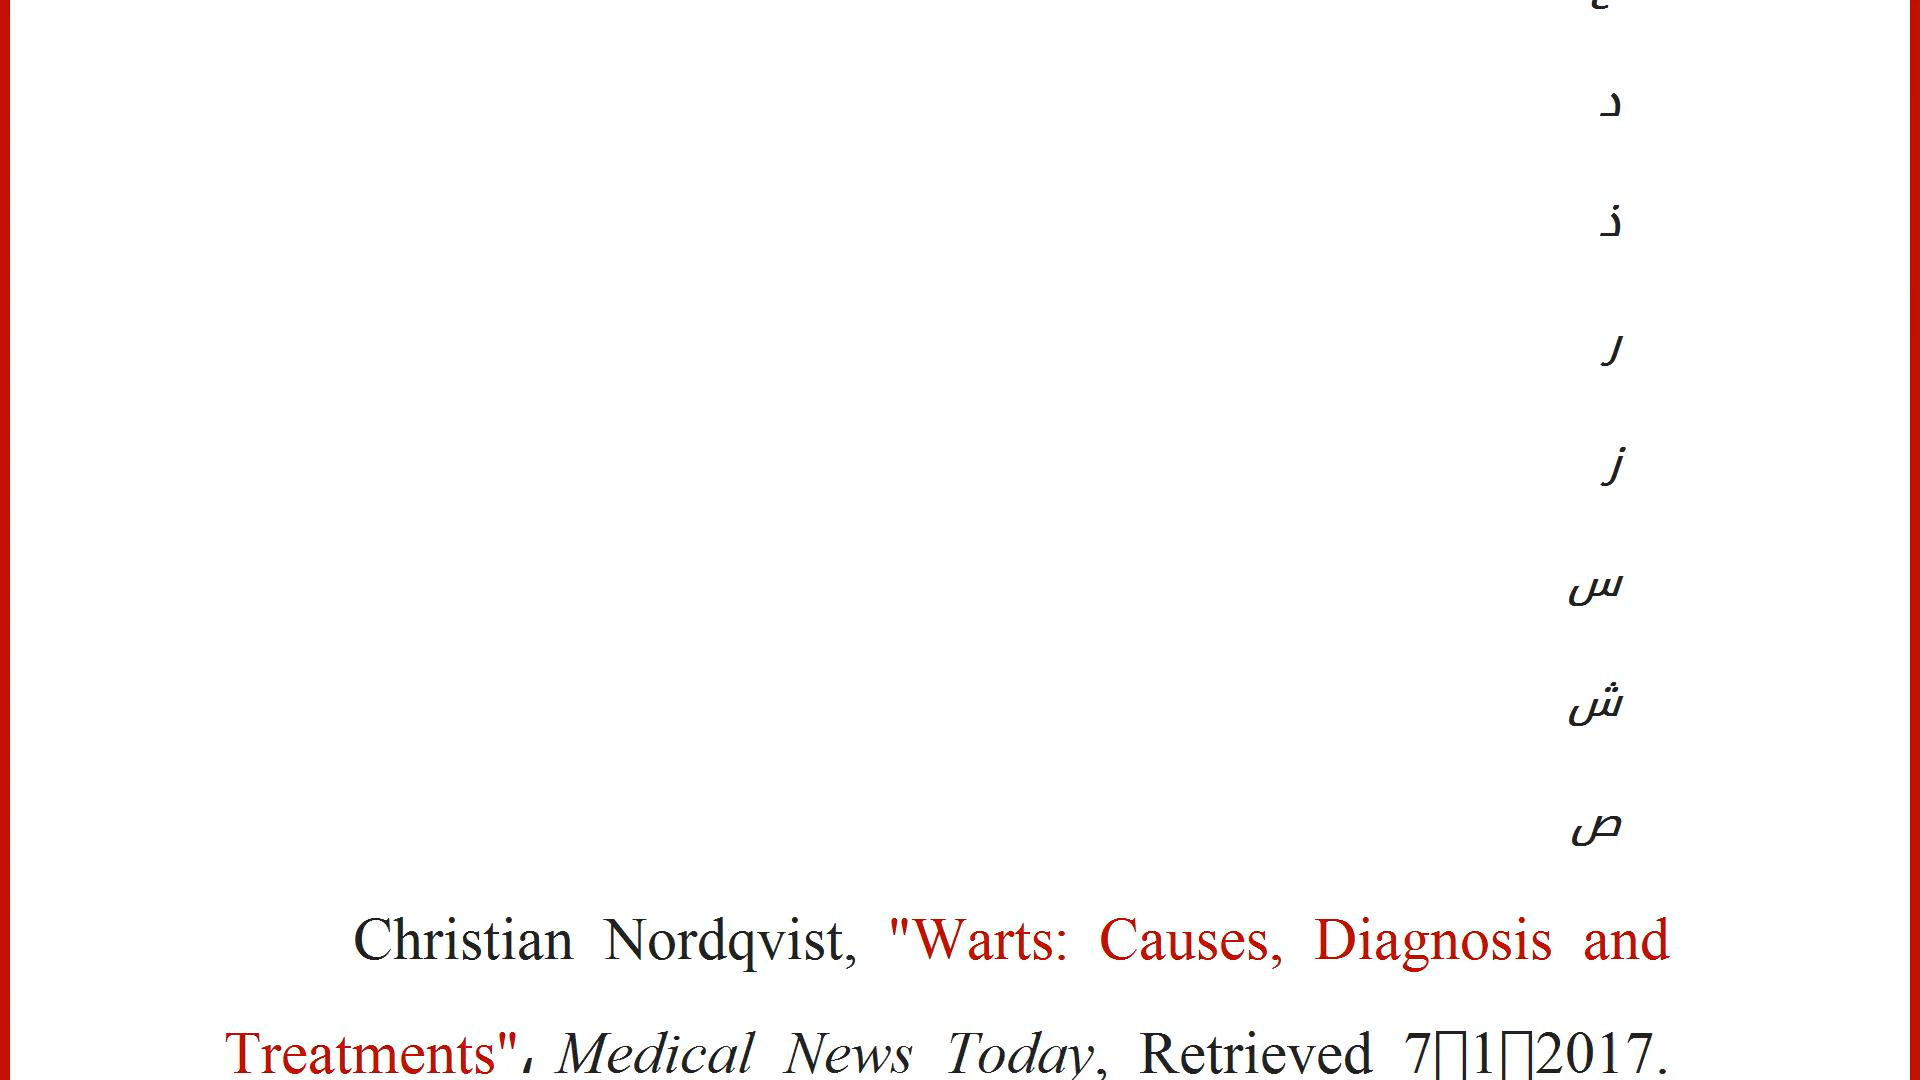 د
ذ
ر
ز
س
ش
ص
Christian Nordqvist, "Warts: Causes, Diagnosis and
Treatments"، Medical News Today, Retrieved 7▯1▯2017.